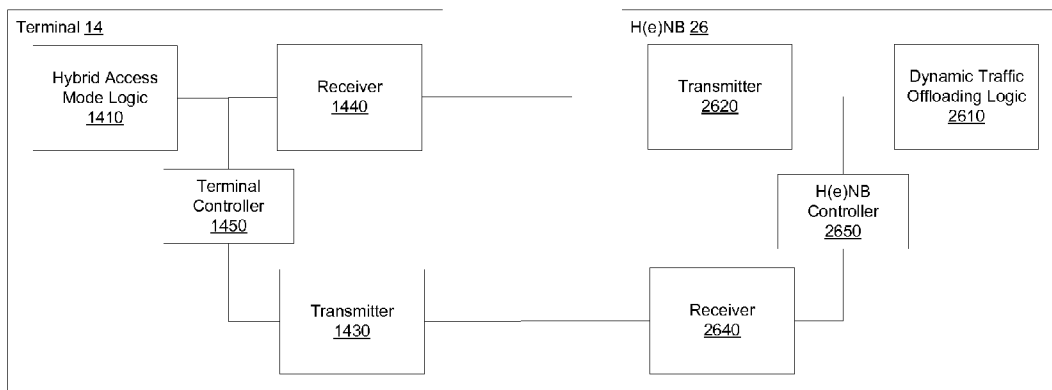 Terminal 14
Hybrid Access
Mode Logic
1410
Receiver
1440
Terminal
Controller
1450
Transmitter
1430
H(e)NB 26
Transmitter
2620
Dynamic Traffic
Offloading Logic
2610
H(e)NB
Controller
2650
Receiver
2640